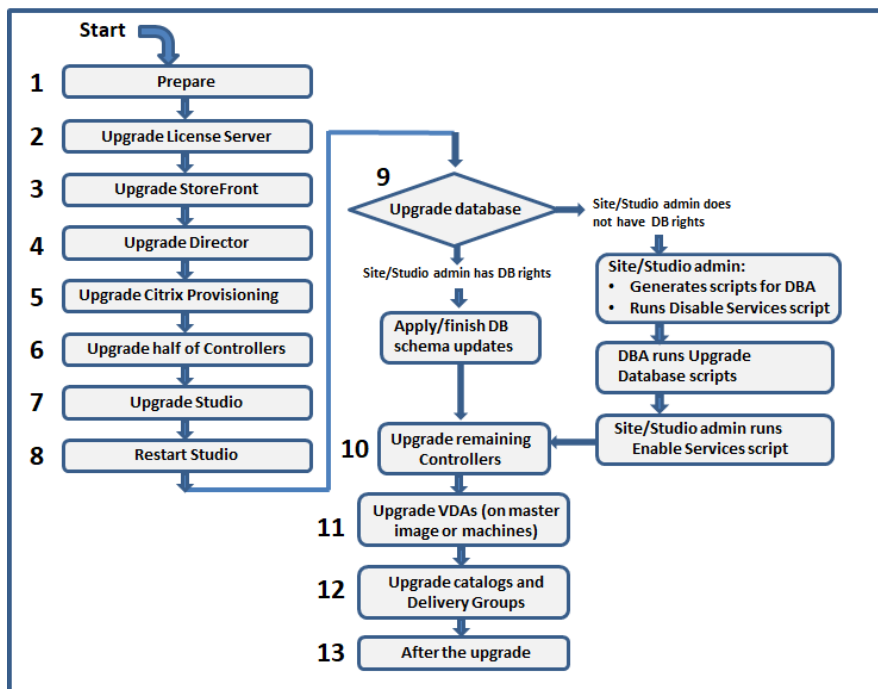 Start
1
Prepare
2
Upgrade License Server
3
Upgrade StoreFront
4
Upgrade Director
5
Upgrade Citrix Provisioning
6
Upgrade half of Controllers
7
Upgrade Studio
8
Restart Studio
9
Upgrade database
Site/Studio admin does
not have DB rights
Site/Studio admin has DB rights
Site/Studio admin:
• Generates scripts for DBA
• Runs Disable Services script
Apply/finish DB
schema updates
DBA runs Upgrade
Database scripts
Site/Studio admin runs
Enable Services script
10
Upgrade remaining
Controllers
11
Upgrade VDAs (on master
image or machines)
12
Upgrade catalogs and
Delivery Groups
13
After the upgrade